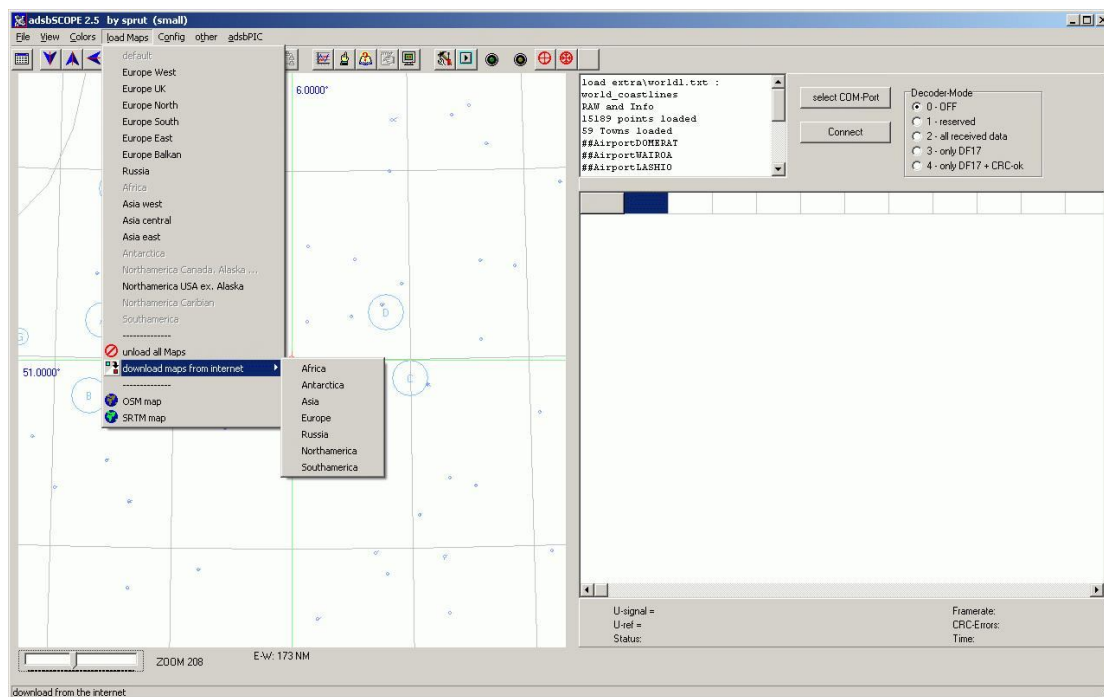 adsbSCOPE 2.5 by sprut (small)
File View Colors load Maps Config other adsbPIC
default
Europe West
Europe UK
Europe North
Europe South
Europe East
Europe Balkan
Russia
Africa
Asia west
Asia central
Asia east
Antarctica
Northamerica Canada, Alaska ...
Northamerica USA ex. Alaska
Northamerica Caribian
Southamerica
--------------
unload all Maps
download maps from internet
--------------
OSM map
SRTM map
Africa
Antarctica
Asia
Europe
Russia
Northamerica
Southamerica
6.0000°
51.0000°
D
B
C
G
load extra\world1.txt :
world_coastlines
RAW and Info
15189 points loaded
59 Towns loaded
##AirportDOMERAT
##AirportWAIROA
##AirportLASHIO
select COM-Port
Connect
Decoder-Mode
0 - OFF
1 - reserved
2 - all received data
3 - only DF17
4 - only DF17 + CRC-ok
U-signal =
U-ref =
Status:
Framerate:
CRC-Errors:
Time:
ZOOM 208
E-W: 173 NM
download from the internet